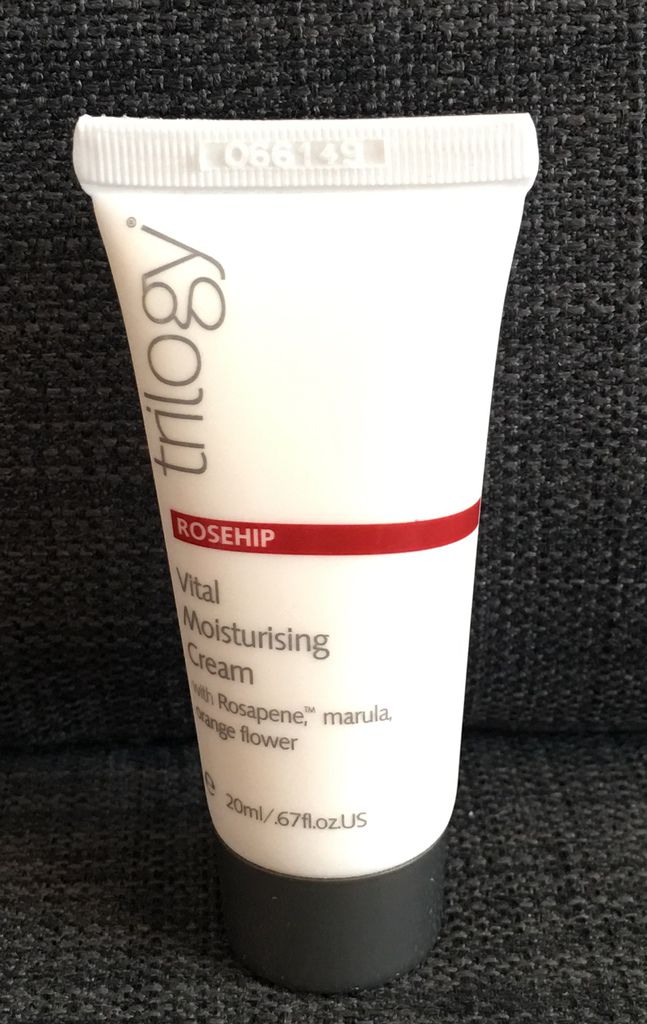 066149
trilogy®
ROSEHIP
Vital
Moisturising
Cream
with Rosapene,™ marula,
orange flower
℮ 20ml/.67fl.oz.US